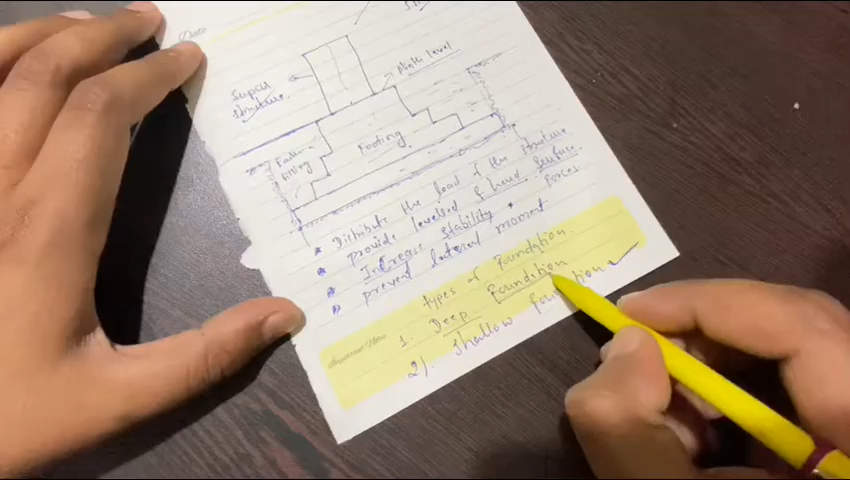 Date
Plinth level
Super
structure.
Earth
filling
Footing
* Distribute the load of the structure.
* provide levelled & hard surface.
* Increase stability • forces
* prevent lateral moment
types of Foundation.
1. Deep Foundation
2). Shallow foundation